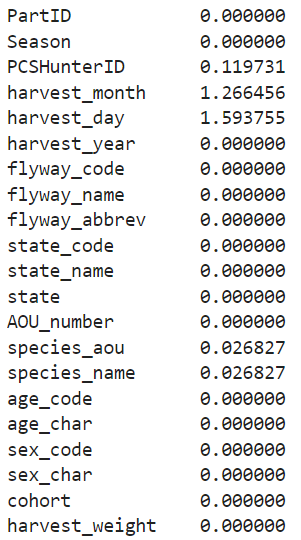 PartID 0.000000
Season 0.000000
PCSHunterID 0.119731
harvest_month 1.266456
harvest_day 1.593755
harvest_year 0.000000
flyway_code 0.000000
flyway_name 0.000000
flyway_abbrev 0.000000
state_code 0.000000
state_name 0.000000
state 0.000000
AOU_number 0.000000
species_aou 0.026827
species_name 0.026827
age_code 0.000000
age_char 0.000000
sex_code 0.000000
sex_char 0.000000
cohort 0.000000
harvest_weight 0.000000